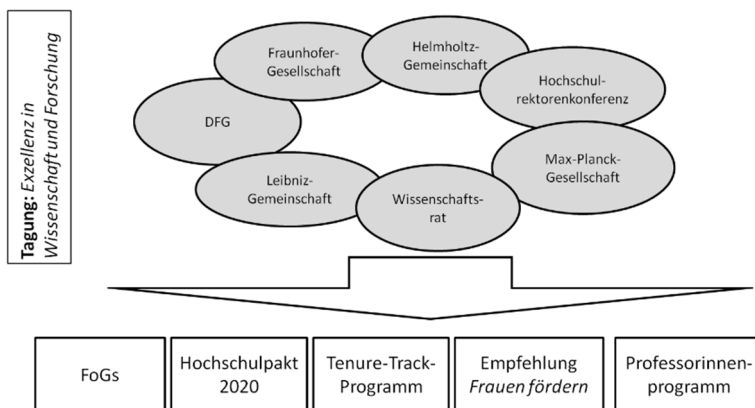 Tagung: Exzellenz in
Wissenschaft und Forschung
Fraunhofer-
Gesellschaft
Helmholtz-
Gemeinschaft
Hochschul-
rektorenkonferenz
DFG
Max-Planck-
Gesellschaft
Leibniz-
Gemeinschaft
Wissenschafts-
rat
FoGs
Hochschulpakt
2020
Tenure-Track-
Programm
Empfehlung
Frauen fördern
Professorinnen-
programm